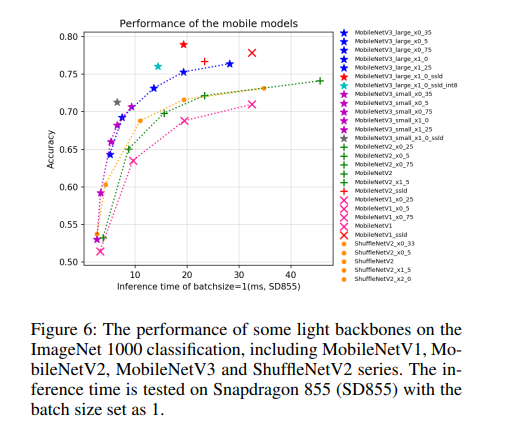 Performance of the mobile models
0.80
0.75
0.70
0.65
0.60
0.55
0.50
Accuracy
10
20
30
40
Inference time of batchsize=1(ms, SD855)
MobileNetV3_large_x0_35
MobileNetV3_large_x0_5
MobileNetV3_large_x0_75
MobileNetV3_large_x1_0
MobileNetV3_large_x1_25
MobileNetV3_large_x1_0_ssld
MobileNetV3_large_x1_0_ssld_int8
MobileNetV3_small_x0_35
MobileNetV3_small_x0_5
MobileNetV3_small_x0_75
MobileNetV3_small_x1_0
MobileNetV3_small_x1_25
MobileNetV3_small_x1_0_ssld
MobileNetV2_x0_25
MobileNetV2_x0_5
MobileNetV2_x0_75
MobileNetV2
MobileNetV2_x1_5
MobileNetV2_ssld
MobileNetV1_x0_25
MobileNetV1_x0_5
MobileNetV1_x0_75
MobileNetV1
MobileNetV1_ssld
ShuffleNetV2_x0_33
ShuffleNetV2_x0_5
ShuffleNetV2
ShuffleNetV2_x1_5
ShuffleNetV2_x2_0
Figure 6: The performance of some light backbones on the
ImageNet 1000 classification, including MobileNetV1, Mo-
bileNetV2, MobileNetV3 and ShuffleNetV2 series. The in-
ference time is tested on Snapdragon 855 (SD855) with the
batch size set as 1.